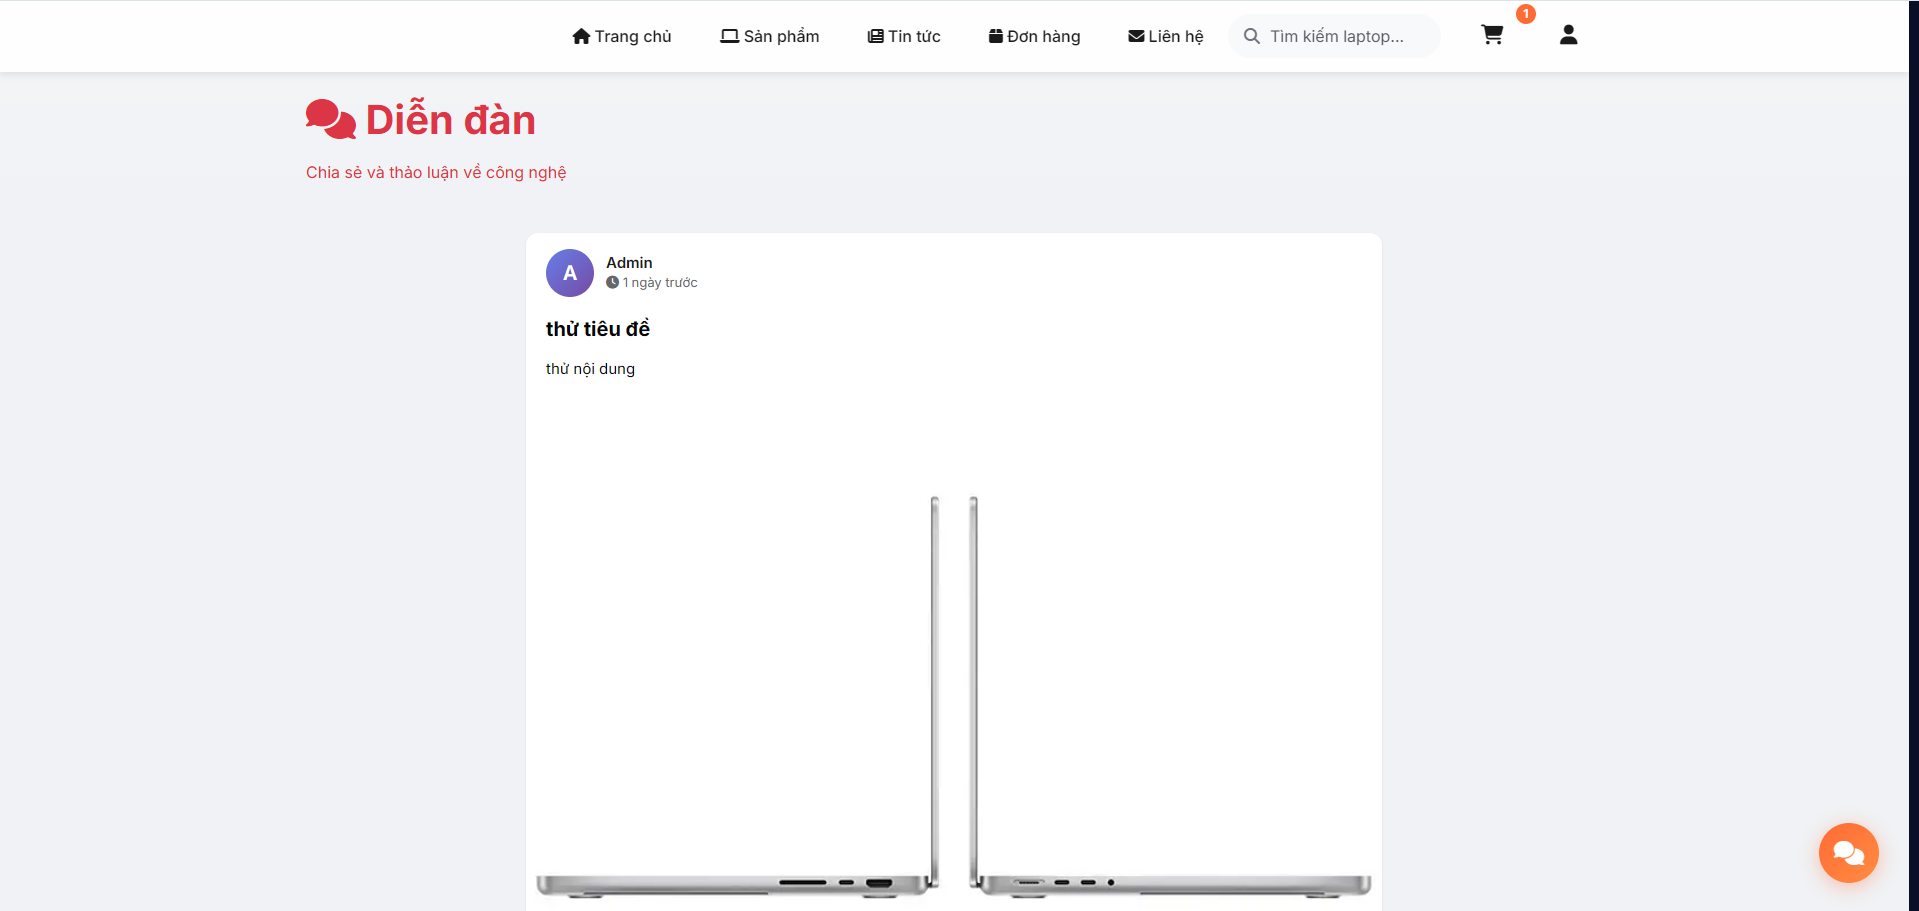 Trang chủ Sản phẩm Tin tức Đơn hàng Liên hệ Tìm kiếm laptop... 1
Diễn đàn
Chia sẻ và thảo luận về công nghệ
A Admin
1 ngày trước
thử tiêu đề
thử nội dung